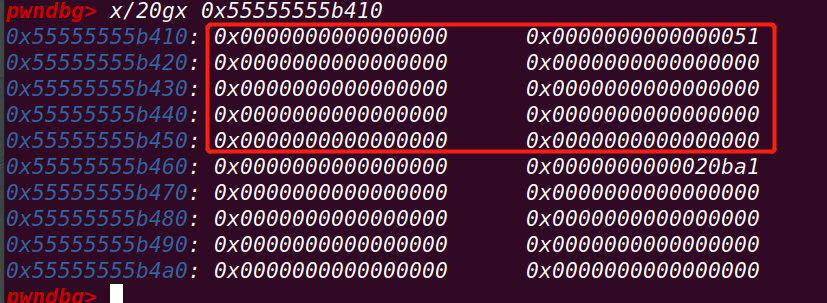 pwndbg> x/20gx 0x55555555b410
0x55555555b410: 0x0000000000000000 0x0000000000000051
0x55555555b420: 0x0000000000000000 0x0000000000000000
0x55555555b430: 0x0000000000000000 0x0000000000000000
0x55555555b440: 0x0000000000000000 0x0000000000000000
0x55555555b450: 0x0000000000000000 0x0000000000000000
0x55555555b460: 0x0000000000000000 0x0000000000020ba1
0x55555555b470: 0x0000000000000000 0x0000000000000000
0x55555555b480: 0x0000000000000000 0x0000000000000000
0x55555555b490: 0x0000000000000000 0x0000000000000000
0x55555555b4a0: 0x0000000000000000 0x0000000000000000
pwndbg>